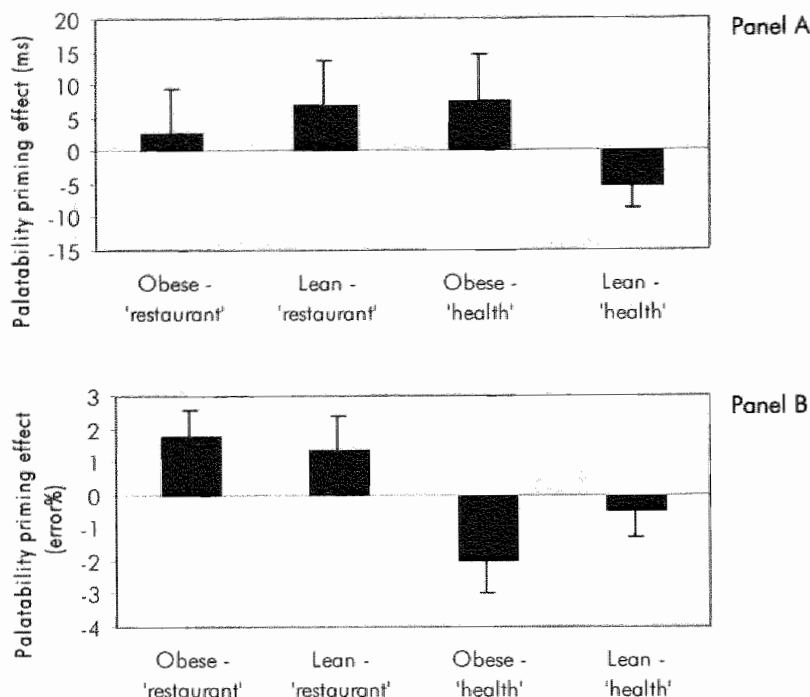 Panel A
Palatability priming effect (ms)
20
15
10
5
0
-5
-10
-15
Obese -
'restaurant'
Lean -
'restaurant'
Obese -
'health'
Lean -
'health'
Panel B
Palatability priming effect
(error%)
3
2
1
0
-1
-2
-3
-4
Obese -
'restaurant'
Lean -
'restaurant'
Obese -
'health'
Lean -
'health'